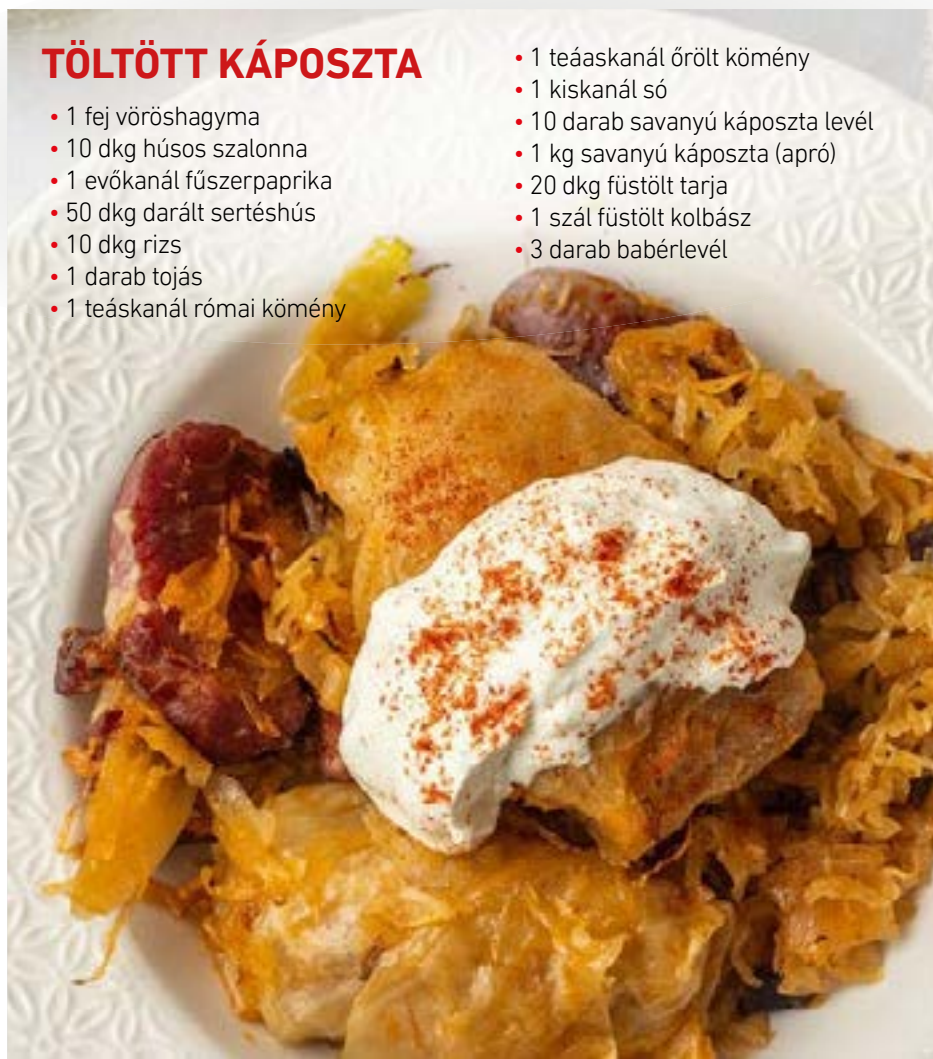 TÖLTÖTT KÁPOSZTA
• 1 fej vöröshagyma
• 10 dkg húsos szalonna
• 1 evőkanál fűszerpaprika
• 50 dkg darált sertéshús
• 10 dkg rizs
• 1 darab tojás
• 1 teáskanál római kömény
• 1 teáaskanál őrölt kömény
• 1 kiskanál só
• 10 darab savanyú káposzta levél
• 1 kg savanyú káposzta (apró)
• 20 dkg füstölt tarja
• 1 szál füstölt kolbász
• 3 darab babérlevél